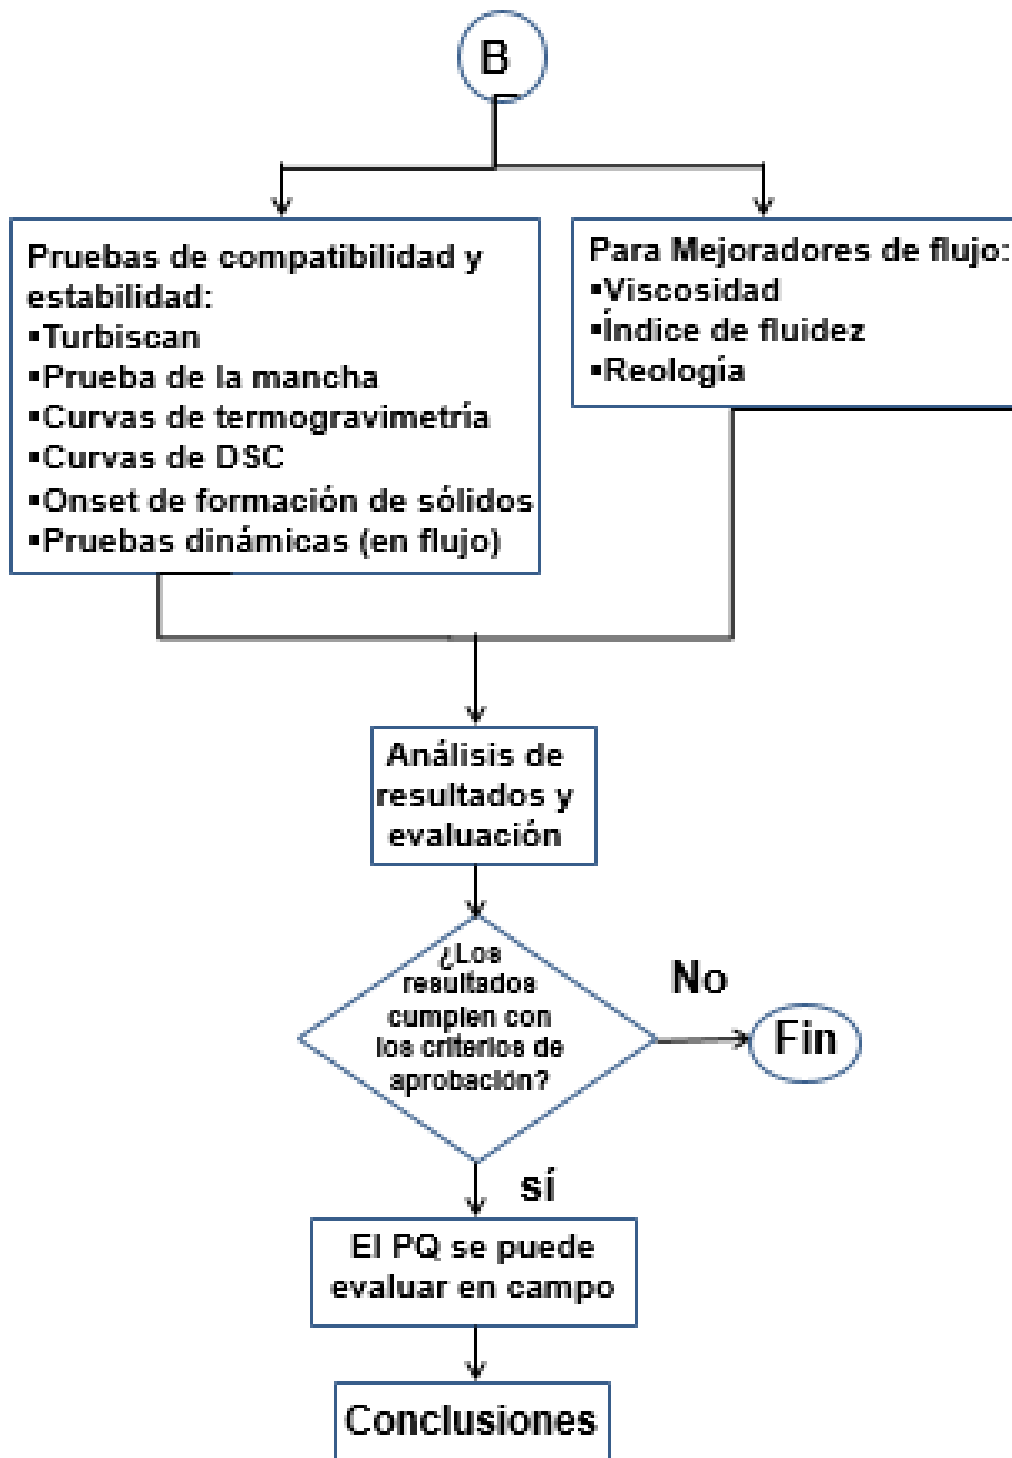 B
Pruebas de compatibilidad y
estabilidad:
▪Turbiscan
▪Prueba de la mancha
▪Curvas de termogravimetría
▪Curvas de DSC
▪Onset de formación de sólidos
▪Pruebas dinámicas (en flujo)
Para Mejoradores de flujo:
▪Viscosidad
▪Índice de fluidez
▪Reología
Análisis de
resultados y
evaluación
¿Los
resultados
cumplen con
los criterios de
aprobación?
No
Fin
sí
El PQ se puede
evaluar en campo
Conclusiones